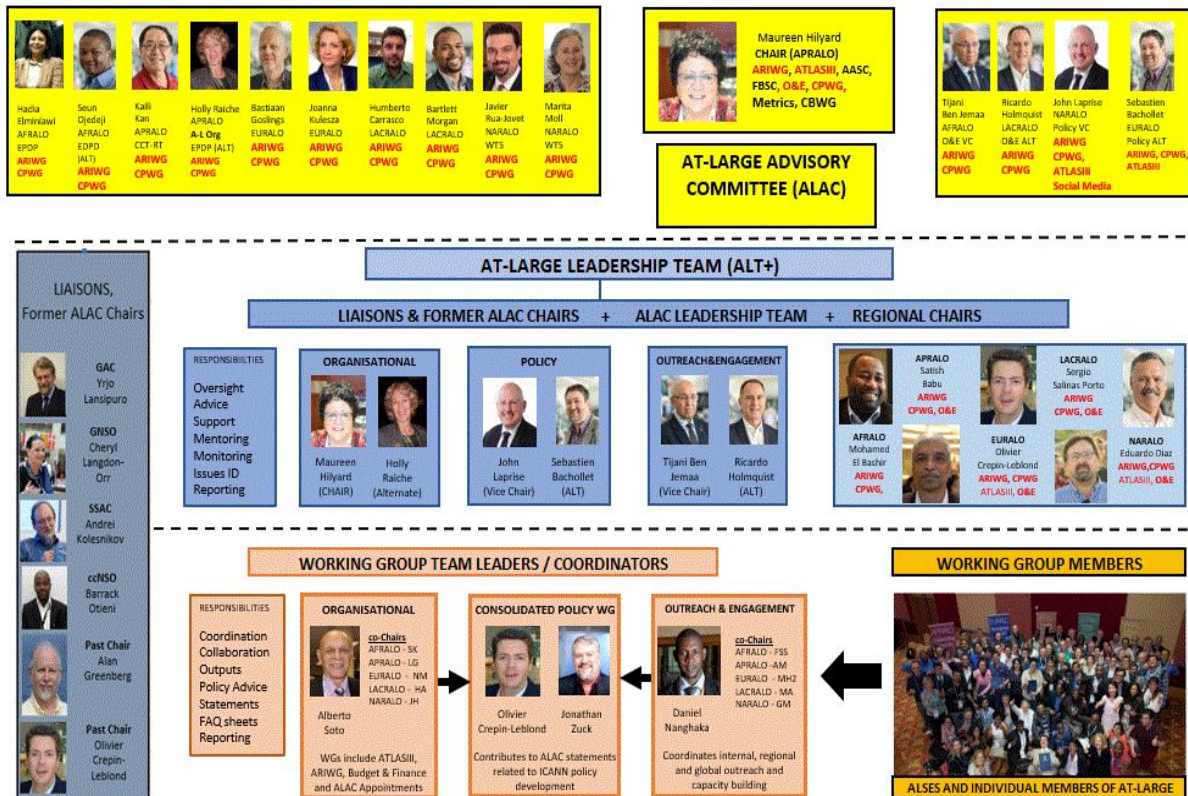 Hadia
Elminiawi
AFRALO
EPDP
ARIWG
CPWG
Seun
Ojedeji
AFRALO
EDPD
(ALT)
ARIWG
CPWG
Kaili
Kan
APRALO
CCT-RT
ARIWG
CPWG
Holly Raiche
APRALO
A-L Org
EPDP (ALT)
ARIWG
CPWG
Bastiaan
Goslings
EURALO
ARIWG
CPWG
Joanna
Kulesza
EURALO
ARIWG
CPWG
Humberto
Carrasco
LACRALO
ARIWG
CPWG
Bartlett
Morgan
LACRALO
ARIWG
CPWG
Javier
Rua-Jovet
NARALO
WT5
ARIWG
CPWG
Marita
Moll
NARALO
WT5
ARIWG
CPWG
Maureen Hilyard
CHAIR (APRALO)
ARIWG, ATLASIII, AASC,
FBSC, O&E, CPWG,
Metrics, CBWG
AT-LARGE ADVISORY
COMMITTEE (ALAC)
Tijani
Ben Jemaa
AFRALO
O&E VC
ARIWG
CPWG
Ricardo
Holmquist
LACRALO
O&E ALT
ARIWG
CPWG
John Laprise
NARALO
Policy VC
ARIWG
CPWG,
ATLASIII
Social Media
Sebastien
Bachollet
EURALO
Policy ALT
ARIWG, CPWG,
ATLASIII
LIAISONS,
Former ALAC Chairs
GAC
Yrjo
Lansipuro
GNSO
Cheryl
Langdon-
Orr
SSAC
Andrei
Kolesnikov
ccNSO
Barrack
Otieni
Past Chair
Alan
Greenberg
Past Chair
Olivier
Crepin-
Leblond
AT-LARGE LEADERSHIP TEAM (ALT+)
LIAISONS & FORMER ALAC CHAIRS + ALAC LEADERSHIP TEAM + REGIONAL CHAIRS
RESPONSIBIILTIES
Oversight
Advice
Support
Mentoring
Monitoring
Issues ID
Reporting
ORGANISATIONAL
Maureen
Hilyard
(CHAIR)
Holly
Raiche
(Alternate)
POLICY
John
Laprise
(Vice Chair)
Sebastien
Bachollet
(ALT)
OUTREACH&ENGAGEMENT
Tijani Ben
Jemaa
(Vice Chair)
Ricardo
Holmquist
(ALT)
APRALO
Satish
Babu
ARIWG
CPWG, O&E
LACRALO
Sergio
Salinas Porto
ARIWG
CPWG, O&E
AFRALO
Mohamed
El Bashir
ARIWG
CPWG,
EURALO
Olivier
Crepin-Leblond
ARIWG, CPWG
ATLASIII, O&E
NARALO
Eduardo Diaz
ARIWG,CPWG
ATLASIII, O&E
WORKING GROUP TEAM LEADERS / COORDINATORS
RESPONSIBILITIES
Coordination
Collaboration
Outputs
Policy Advice
Statements
FAQ sheets
Reporting
ORGANISATIONAL
co-Chairs
AFRALO - SK
APRALO - LG
EURALO - NM
LACRALO - HA
NARALO - JH
Alberto
Soto
WGs include ATLASIII,
ARIWG, Budget & Finance
and ALAC Appointments
CONSOLIDATED POLICY WG
Olivier
Crepin-Leblond
Jonathan
Zuck
Contributes to ALAC statements
related to ICANN policy
development
OUTREACH & ENGAGEMENT
co-Chairs
AFRALO - FSS
APRALO - AM
EURALO - MH2
LACRALO - MA
NARALO - GM
Daniel
Nanghaka
Coordinates internal, regional
and global outreach and
capacity building
WORKING GROUP MEMBERS
ALSES AND INDIVIDUAL MEMBERS OF AT-LARGE